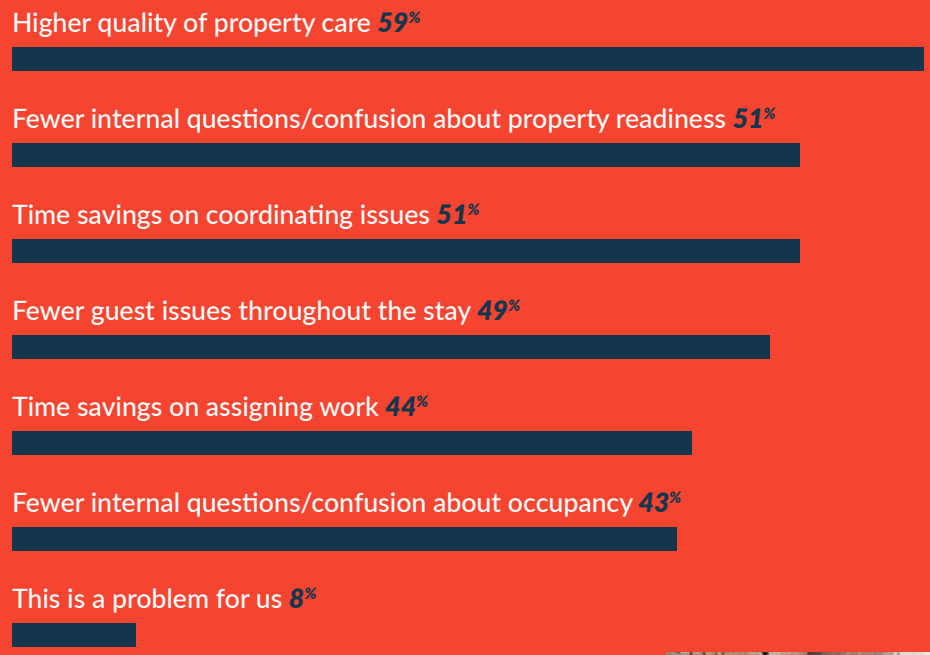 Higher quality of property care 59%
Fewer internal questions/confusion about property readiness 51%
Time savings on coordinating issues 51%
Fewer guest issues throughout the stay 49%
Time savings on assigning work 44%
Fewer internal questions/confusion about occupancy 43%
This is a problem for us 8%